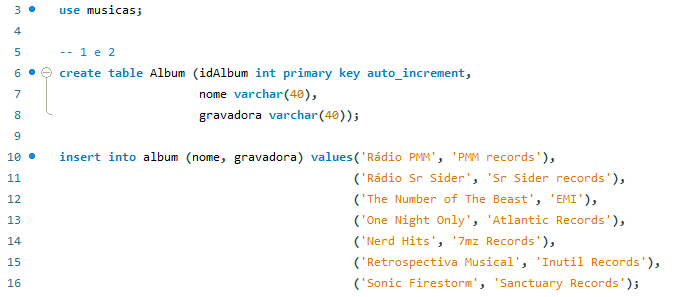 3 use musicas;
4
5 -- 1 e 2
6 create table Album (idAlbum int primary key auto_increment,
7 nome varchar(40),
8 gravadora varchar(40));
9
10 insert into album (nome, gravadora) values('Rádio PMM', 'PMM records'),
11 ('Rádio Sr Sider', 'Sr Sider records'),
12 ('The Number of The Beast', 'EMI'),
13 ('One Night Only', 'Atlantic Records'),
14 ('Nerd Hits', '7mz Records'),
15 ('Retrospectiva Musical', 'Inutil Records'),
16 ('Sonic Firestorm', 'Sanctuary Records');